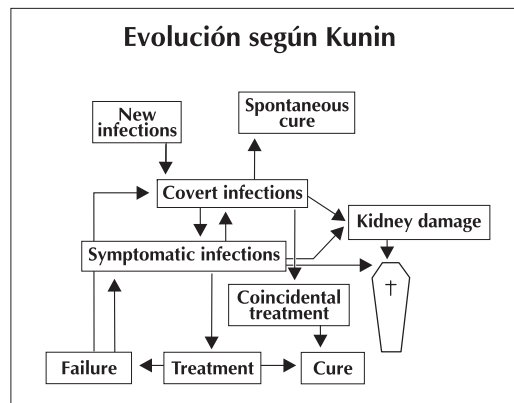 Evolución según Kunin
New
infections
Spontaneous
cure
Covert infections
Kidney damage
Symptomatic infections
Coincidental
treatment
Failure
Treatment
Cure